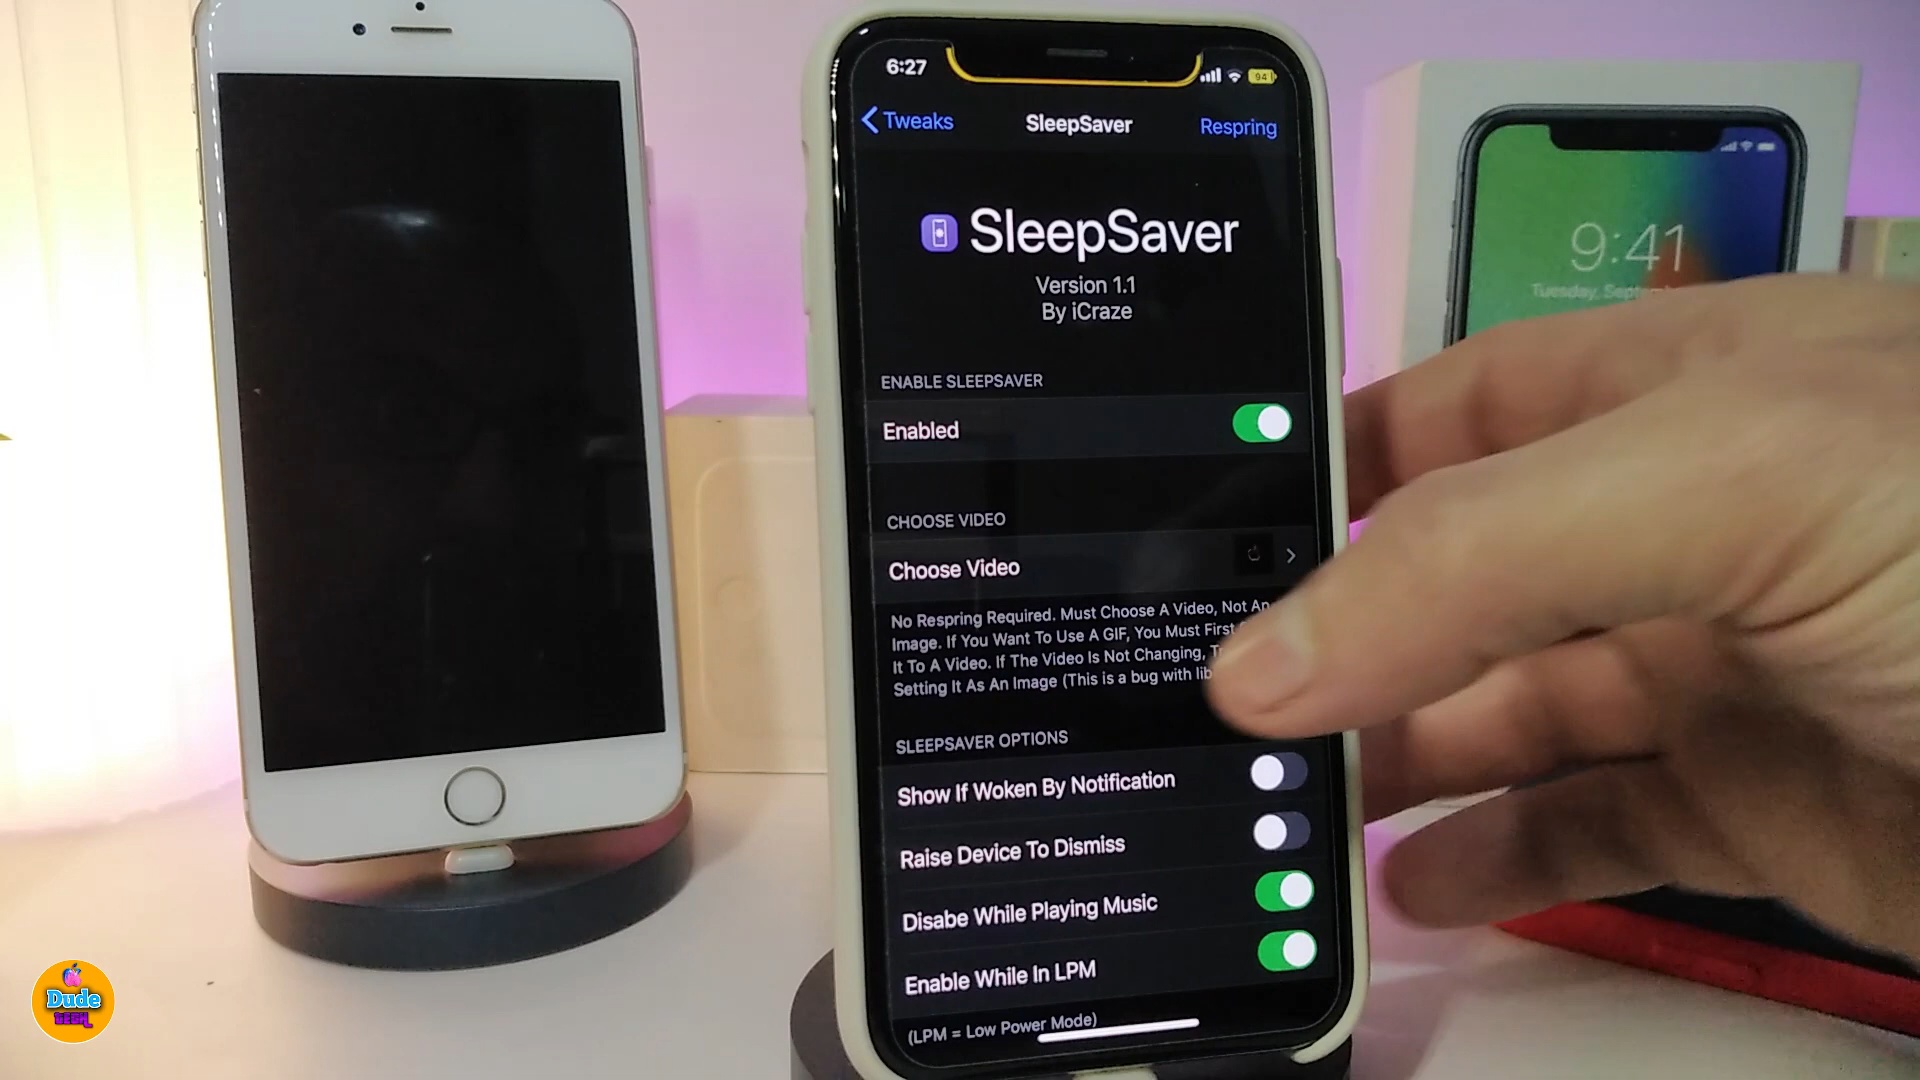 6:27
94
Tweaks
SleepSaver
Respring
SleepSaver
Version 1.1
By iCraze
ENABLE SLEEPSAVER
Enabled
CHOOSE VIDEO
Choose Video
No Respring Required. Must Choose A Video, Not An
Image. If You Want To Use A GIF, You Must First
It To A Video. If The Video Is Not Changing,
Setting It As An Image (This is a bug with
SLEEPSAVER OPTIONS
Show If Woken By Notification
Raise Device To Dismiss
Disabe While Playing Music
Enable While In LPM
(LPM = Low Power Mode)
9:41
Tuesday,
Dude
TECH